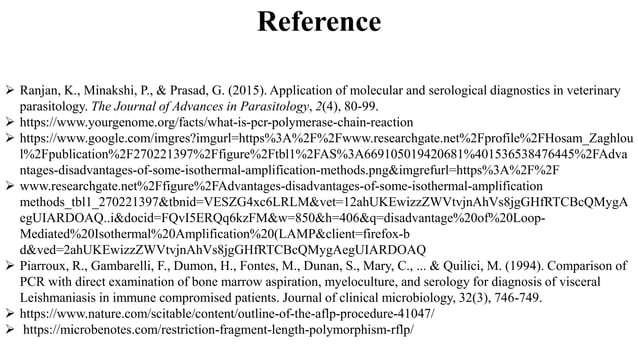 Reference
➢ Ranjan, K., Minakshi, P., & Prasad, G. (2015). Application of molecular and serological diagnostics in veterinary
parasitology. The Journal of Advances in Parasitology, 2(4), 80-99.
➢ https://www.yourgenome.org/facts/what-is-pcr-polymerase-chain-reaction
➢ https://www.google.com/imgres?imgurl=https%3A%2F%2Fwww.researchgate.net%2Fprofile%2FHosam_Zaghlou
l%2Fpublication%2F270221397%2Ffigure%2Ftbl1%2FAS%3A669105019420681%401536538476445%2FAdva
ntages-disadvantages-of-some-isothermal-amplification-methods.png&imgrefurl=https%3A%2F%2F
➢ www.researchgate.net%2Ffigure%2FAdvantages-disadvantages-of-some-isothermal-amplification
methods_tbl1_270221397&tbnid=VESZG4xc6LRLM&vet=12ahUKEwizzZWVtvjnAhVs8jgGHfRTCBcQMygA
egUIARDOAQ..i&docid=FQvI5ERQq6kzFM&w=850&h=406&q=disadvantage%20of%20Loop-
Mediated%20Isothermal%20Amplification%20(LAMP&client=firefox-b
d&ved=2ahUKEwizzZWVtvjnAhVs8jgGHfRTCBcQMygAegUIARDOAQ
➢ Piarroux, R., Gambarelli, F., Dumon, H., Fontes, M., Dunan, S., Mary, C., ... & Quilici, M. (1994). Comparison of
PCR with direct examination of bone marrow aspiration, myeloculture, and serology for diagnosis of visceral
Leishmaniasis in immune compromised patients. Journal of clinical microbiology, 32(3), 746-749.
➢ https://www.nature.com/scitable/content/outline-of-the-aflp-procedure-41047/
➢ https://microbenotes.com/restriction-fragment-length-polymorphism-rflp/